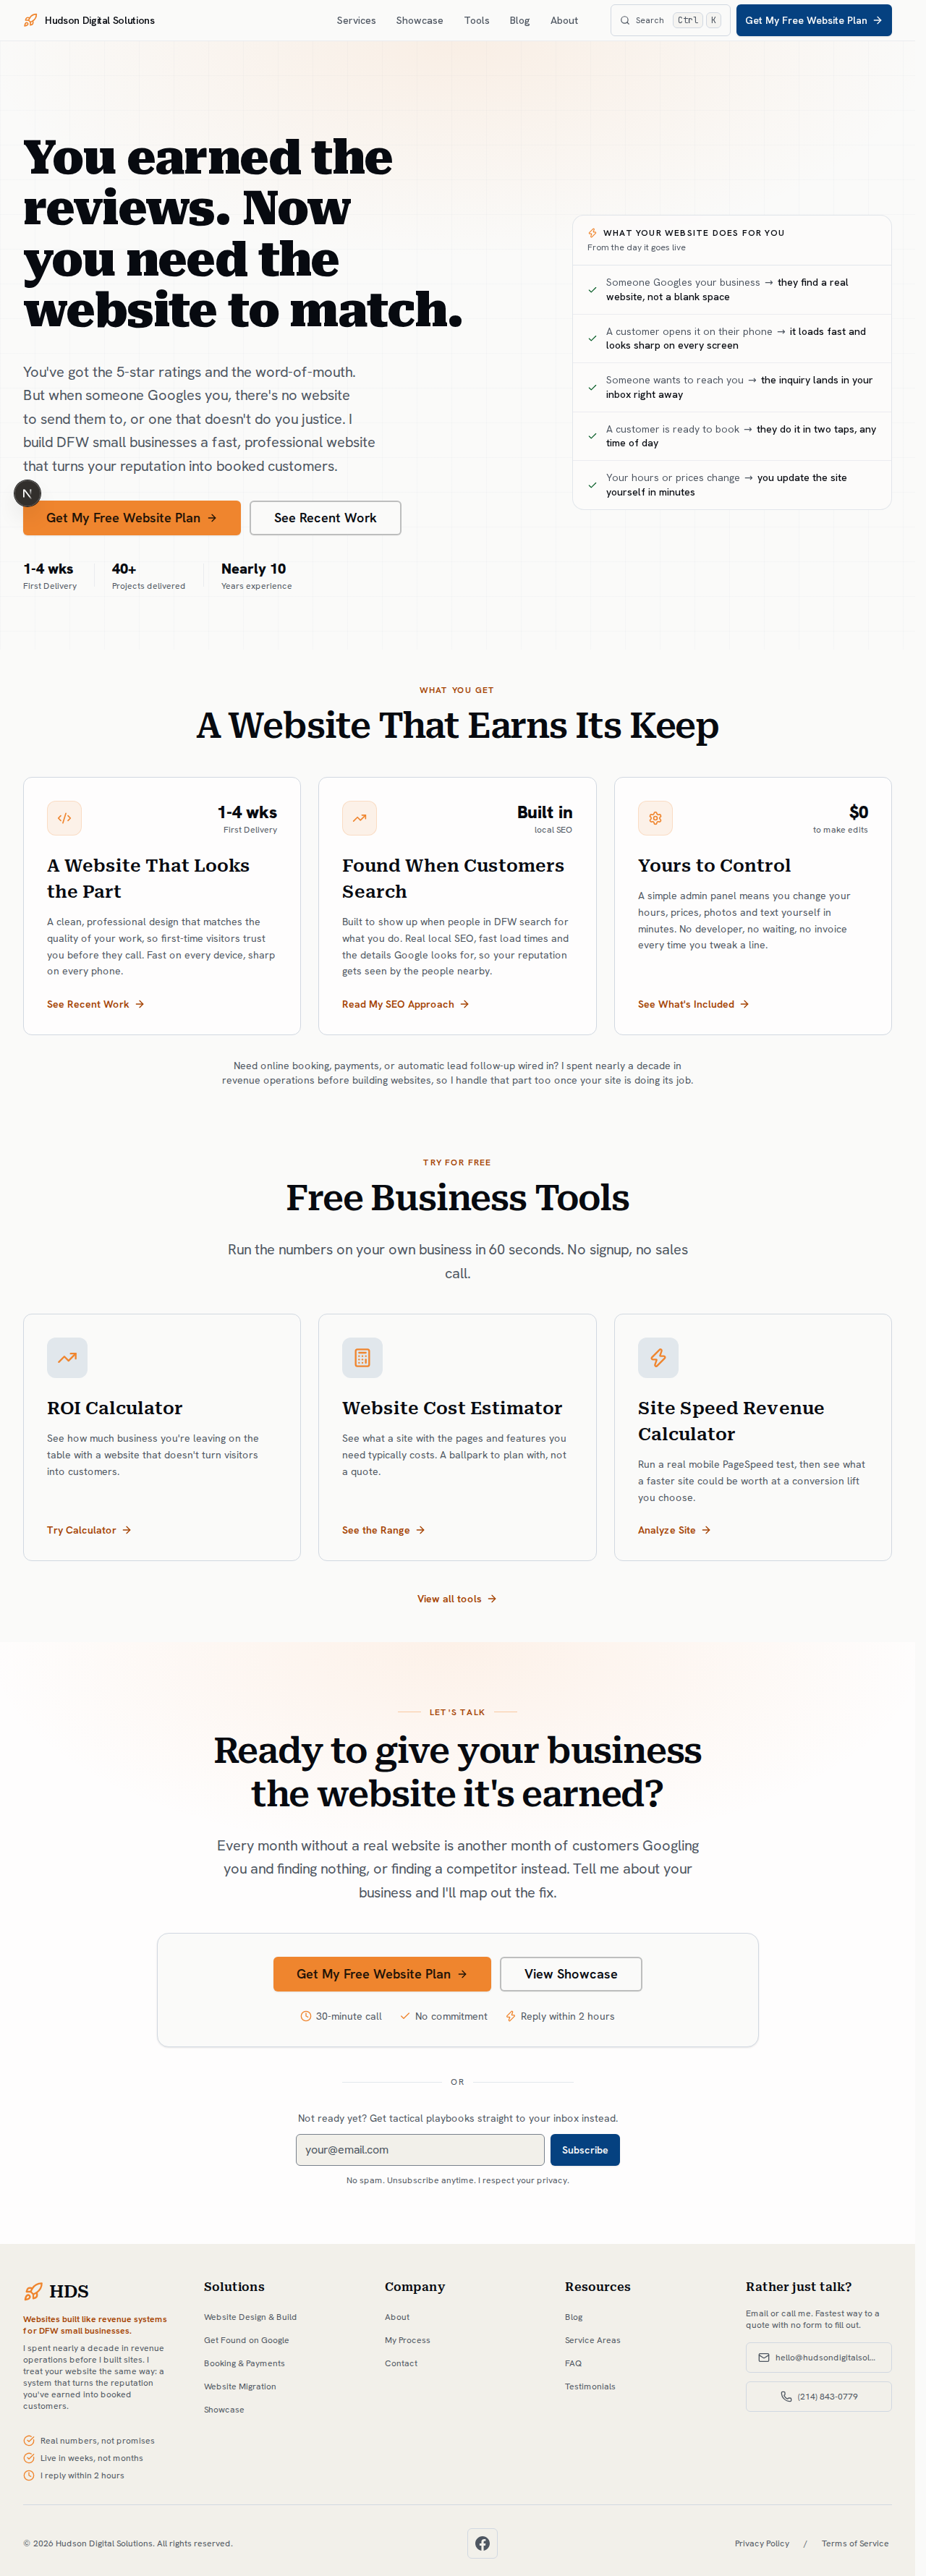 Hudson Digital Solutions
Services
Showcase
Tools
Blog
About
Search
Ctrl
K
Get My Free Website Plan →
You earned the
reviews. Now
you need the
website to match.
You've got the 5-star ratings and the word-of-mouth.
But when someone Googles you, there's no website
to send them to, or one that doesn't do you justice. I
build DFW small businesses a fast, professional website
that turns your reputation into booked customers.
N
Get My Free Website Plan →
See Recent Work
1-4 wks
First Delivery
40+
Projects delivered
Nearly 10
Years experience
WHAT YOUR WEBSITE DOES FOR YOU
From the day it goes live
Someone Googles your business → they find a real
website, not a blank space
A customer opens it on their phone → it loads fast and
looks sharp on every screen
Someone wants to reach you → the inquiry lands in your
inbox right away
A customer is ready to book → they do it in two taps, any
time of day
Your hours or prices change → you update the site
yourself in minutes
WHAT YOU GET
A Website That Earns Its Keep
1-4 wks
First Delivery
A Website That Looks
the Part
A clean, professional design that matches the
quality of your work, so first-time visitors trust
you before they call. Fast on every device, sharp
on every phone.
See Recent Work →
Built in
local SEO
Found When Customers
Search
Built to show up when people in DFW search for
what you do. Real local SEO, fast load times and
the details Google looks for, so your reputation
gets seen by the people nearby.
Read My SEO Approach →
$0
to make edits
Yours to Control
A simple admin panel means you change your
hours, prices, photos and text yourself in
minutes. No developer, no waiting, no invoice
every time you tweak a line.
See What's Included →
Need online booking, payments, or automatic lead follow-up wired in? I spent nearly a decade in
revenue operations before building websites, so I handle that part too once your site is doing its job.
TRY FOR FREE
Free Business Tools
Run the numbers on your own business in 60 seconds. No signup, no sales
call.
ROI Calculator
See how much business you're leaving on the
table with a website that doesn't turn visitors
into customers.
Try Calculator →
Website Cost Estimator
See what a site with the pages and features you
need typically costs. A ballpark to plan with, not
a quote.
See the Range →
Site Speed Revenue
Calculator
Run a real mobile PageSpeed test, then see what
a faster site could be worth at a conversion lift
you choose.
Analyze Site →
View all tools →
LET'S TALK
Ready to give your business
the website it's earned?
Every month without a real website is another month of customers Googling
you and finding nothing, or finding a competitor instead. Tell me about your
business and I'll map out the fix.
Get My Free Website Plan →
View Showcase
30-minute call
No commitment
Reply within 2 hours
OR
Not ready yet? Get tactical playbooks straight to your inbox instead.
your@email.com
Subscribe
No spam. Unsubscribe anytime. I respect your privacy.
HDS
Websites built like revenue systems
for DFW small businesses.
I spent nearly a decade in revenue
operations before I built sites. I
treat your website the same way: a
system that turns the reputation
you've earned into booked
customers.
Real numbers, not promises
Live in weeks, not months
I reply within 2 hours
Solutions
Website Design & Build
Get Found on Google
Booking & Payments
Website Migration
Showcase
Company
About
My Process
Contact
Resources
Blog
Service Areas
FAQ
Testimonials
Rather just talk?
Email or call me. Fastest way to a
quote with no form to fill out.
hello@hudsondigitalsol...
(214) 843-0779
© 2026 Hudson Digital Solutions. All rights reserved.
Privacy Policy
/
Terms of Service